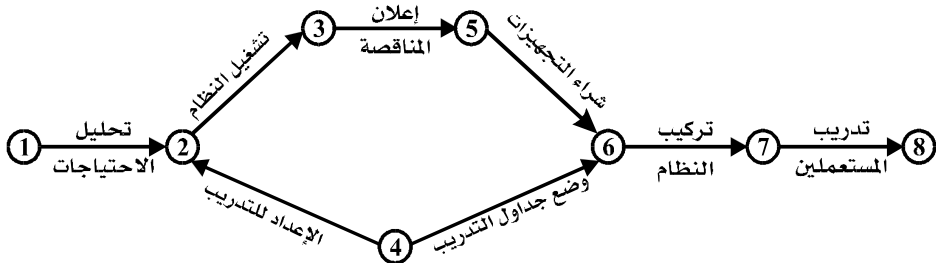 1
تحليل
الاحتياجات
2
تشغيل النظام
3
إعلان
المناقصة
5
شراء التجهيزات
الإعداد للتدريب
4
وضع جداول التدريب
6
تركيب
النظام
7
تدريب
المستعملين
8